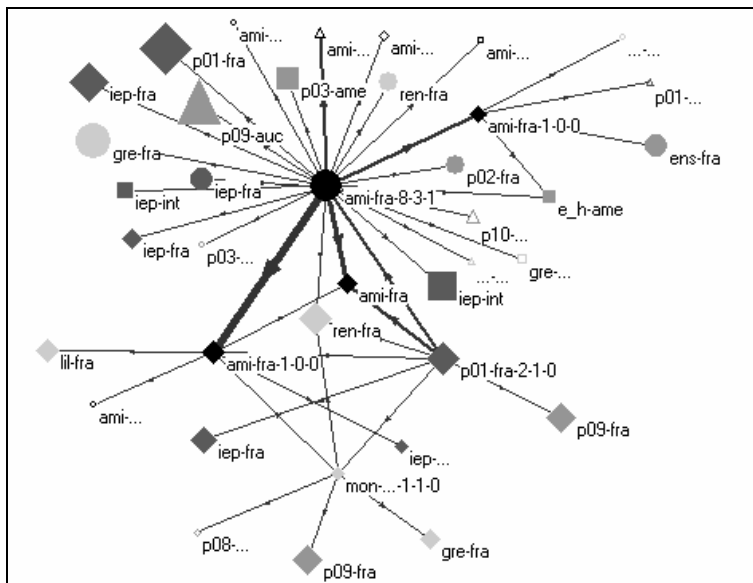 ami-...
ami-...
ami-...
ami-...
...-...
p01-fra
iep-fra
p03-ame
ren-fra
p01-...
p09-auc
ami-fra-1-0-0
gre-fra
ens-fra
iep-fra
p02-fra
iep-int
ami-fra-8-3-1
e_h-ame
iep-fra
p03-...
p10-...
...-...
gre-...
iep-int
ami-fra
ren-fra
lil-fra
ami-fra-1-0-0
p01-fra-2-1-0
ami-...
p09-fra
iep-fra
iep-...
mon-...-1-1-0
p08-...
gre-fra
p09-fra